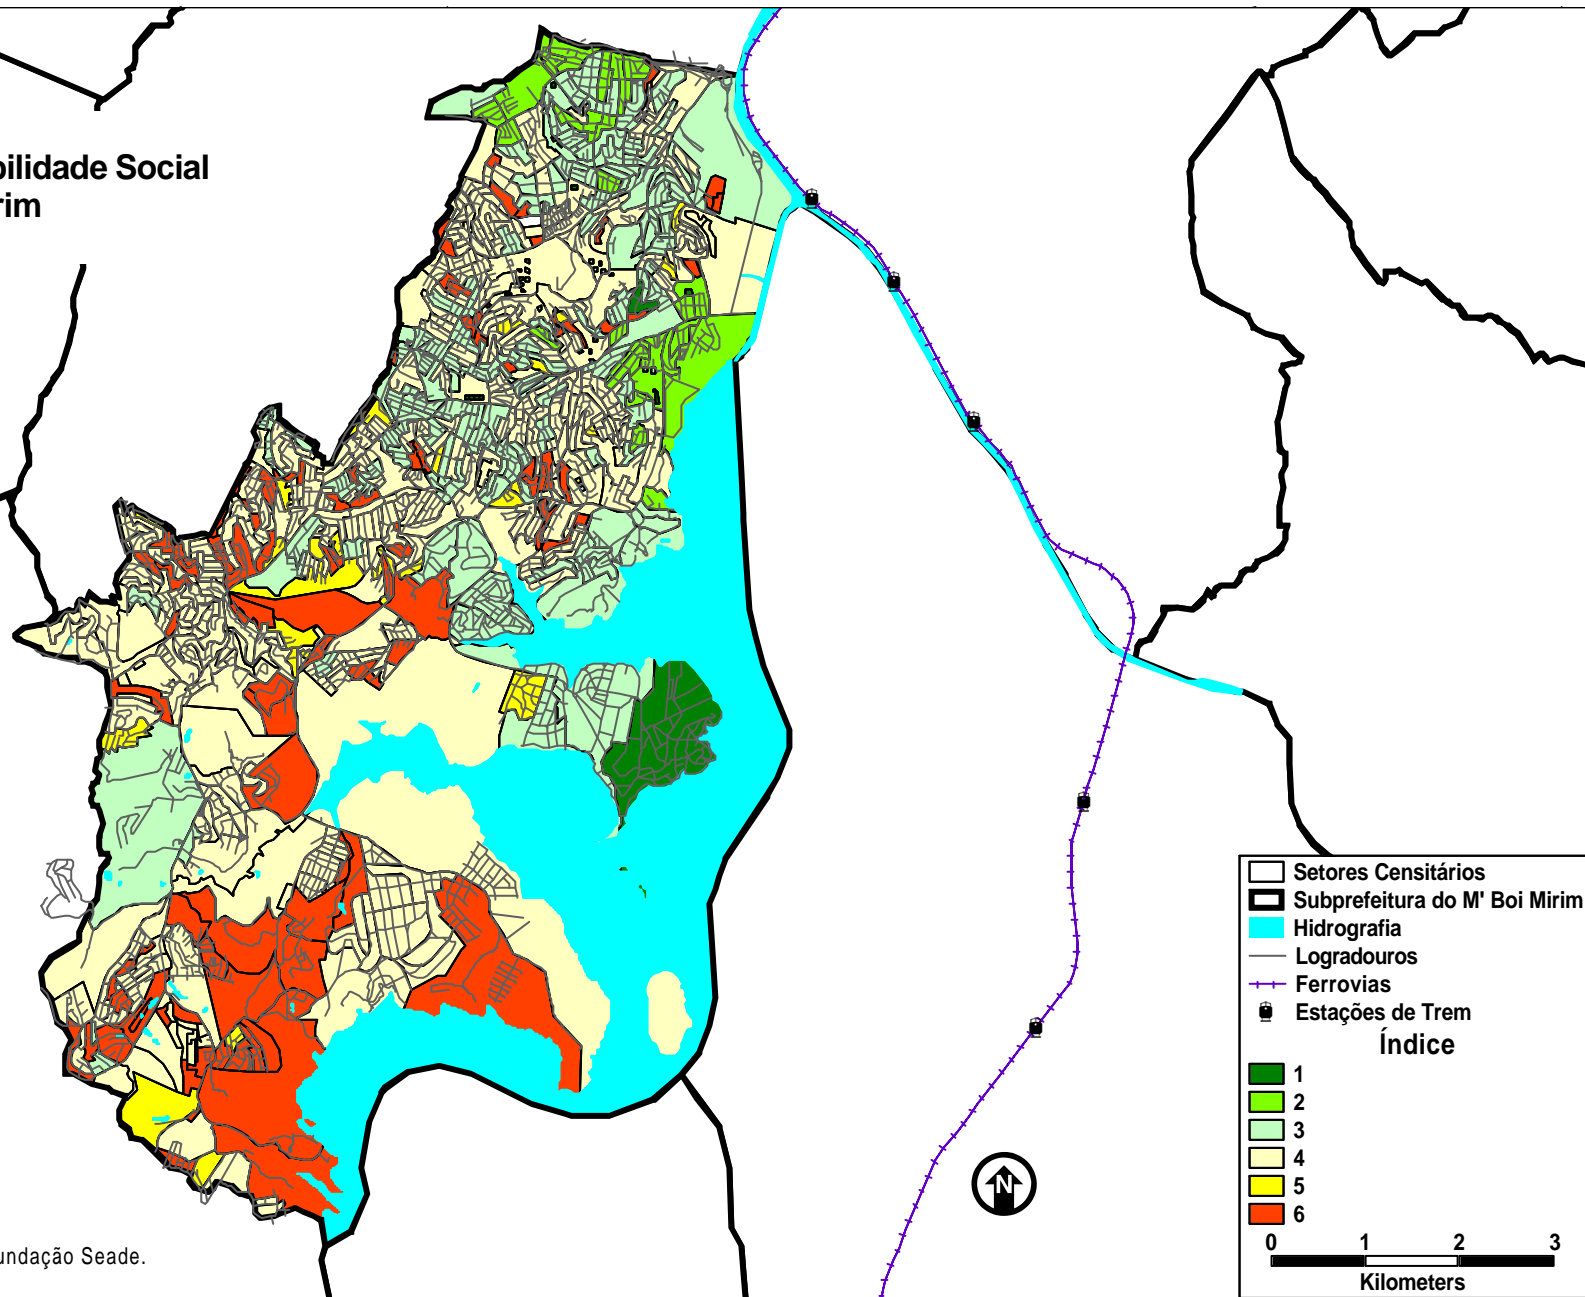 bilidade Social
rim
Setores Censitários
Subprefeitura do M' Boi Mirim
Hidrografia
Logradouros
Ferrovias
Estações de Trem
Índice
1
2
3
4
5
6
0 1 2 3
Kilometers
N
undação Seade.